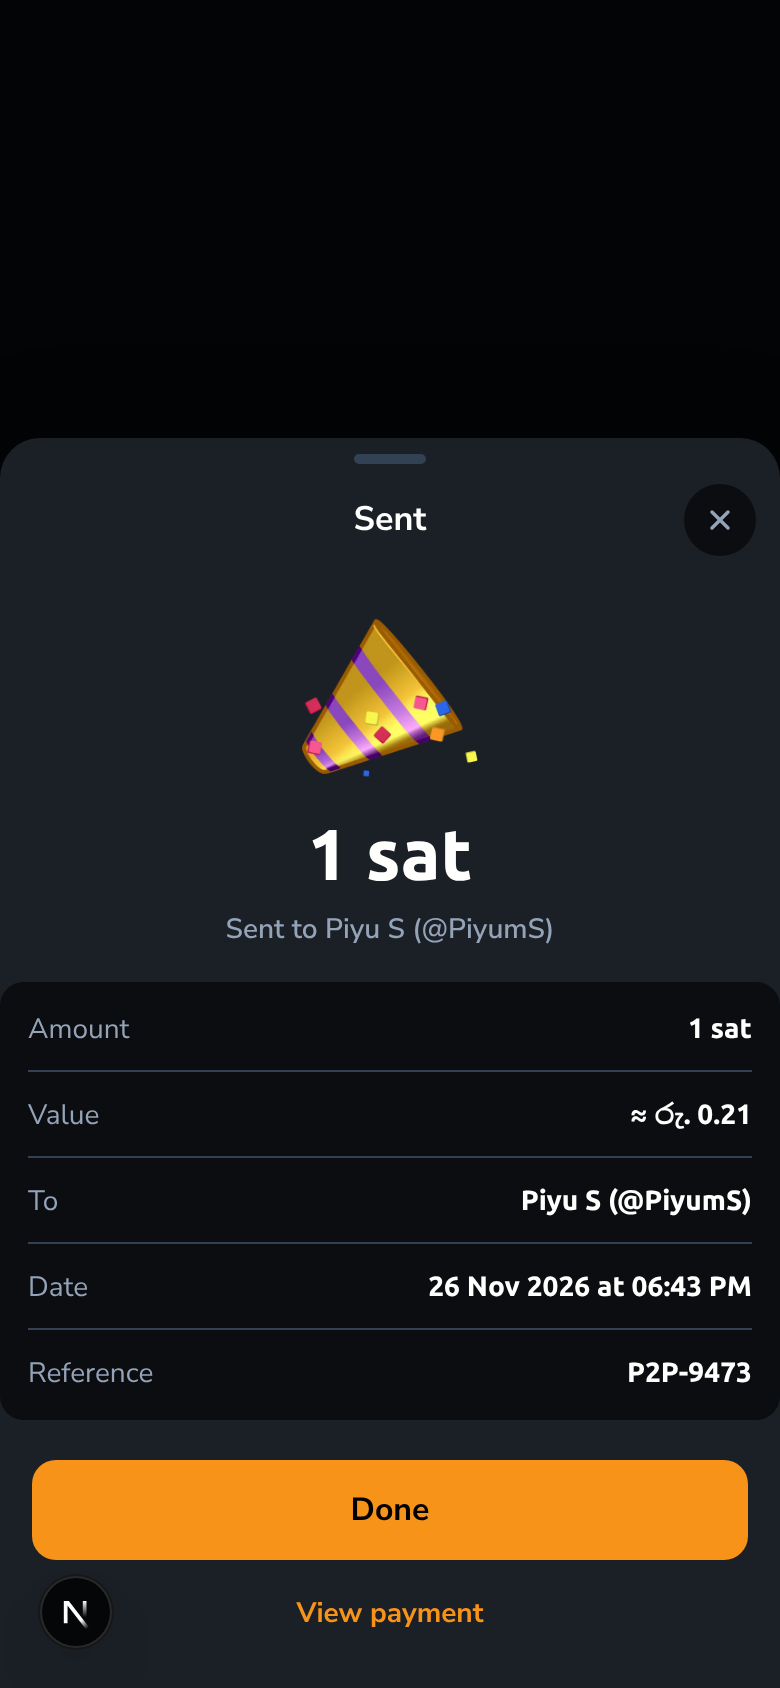 Sent
1 sat
Sent to Piyu S (@PiyumS)
Amount 1 sat
Value ≈ රු. 0.21
To Piyu S (@PiyumS)
Date 26 Nov 2026 at 06:43 PM
Reference P2P-9473
Done
N View payment